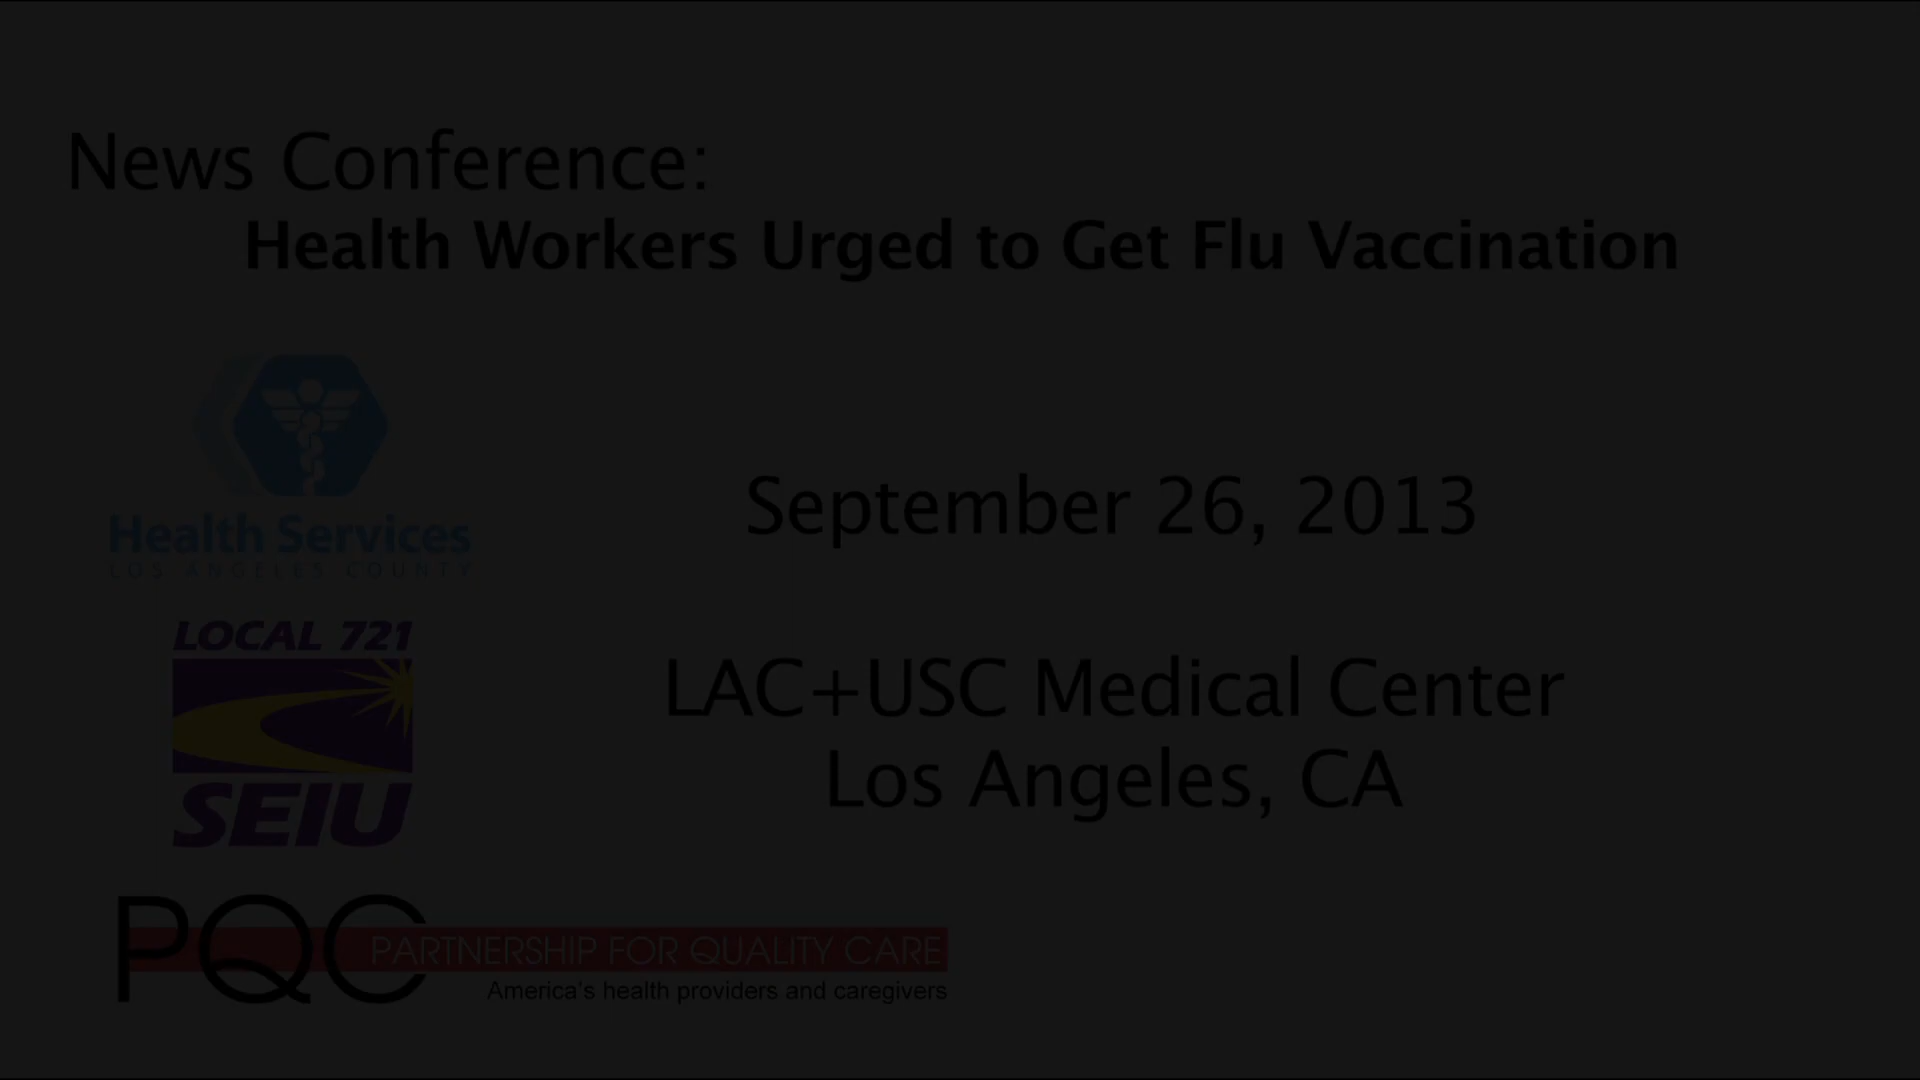 News Conference:
Health Workers Urged to Get Flu Vaccination
Health Services
LOS ANGELES COUNTY
September 26, 2013
LOCAL 721
SEIU
LAC+USC Medical Center
Los Angeles, CA
PQC
PARTNERSHIP FOR QUALITY CARE
America's health providers and caregivers